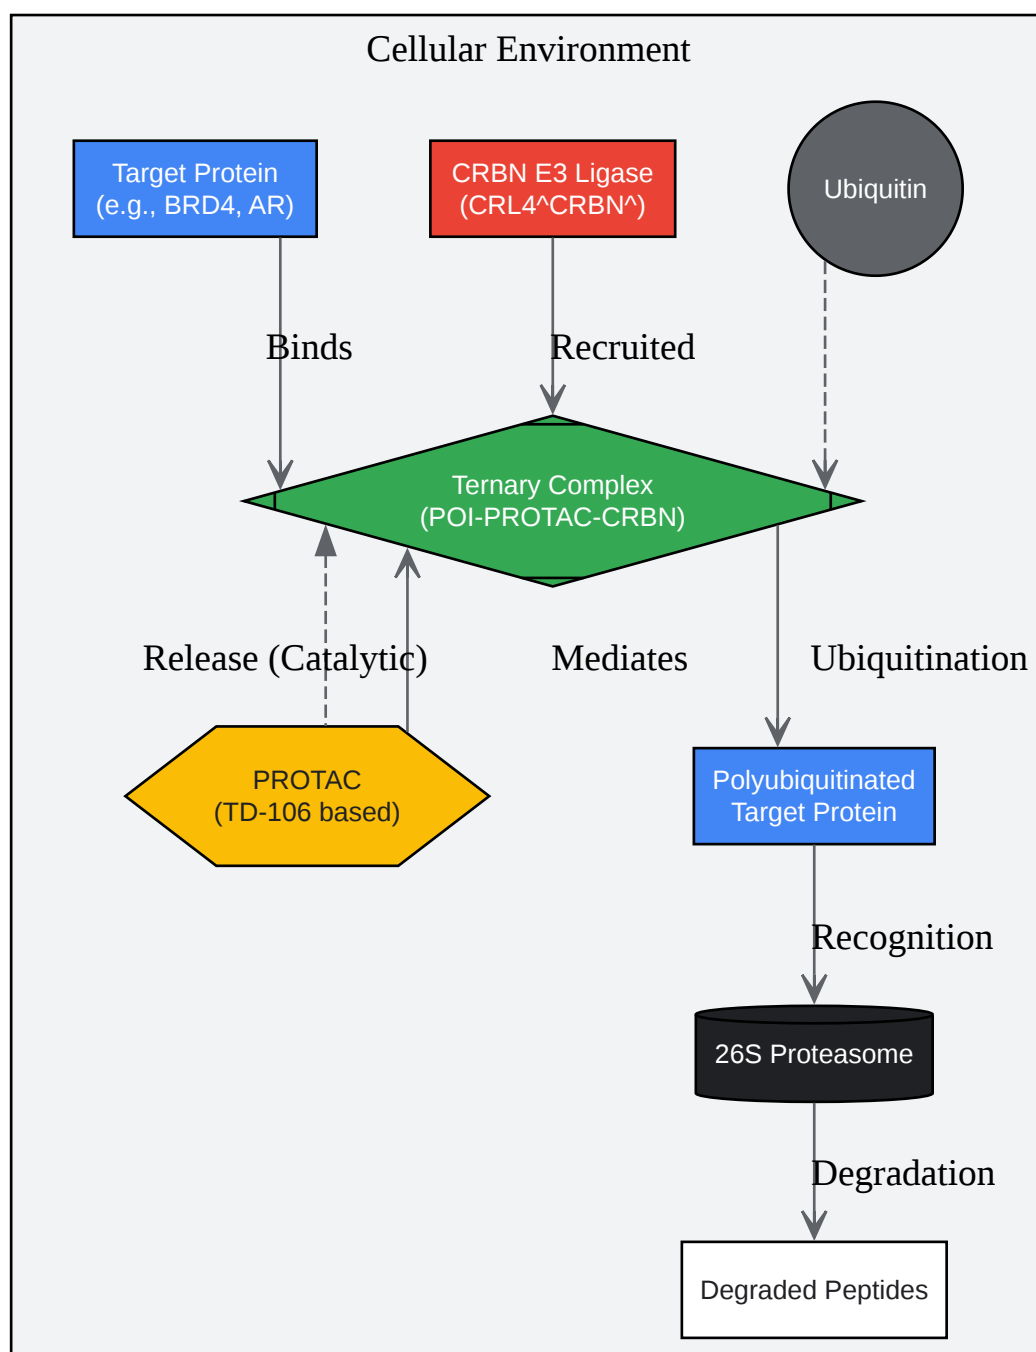 Cellular Environment
Target Protein
(e.g., BRD4, AR)
CRBN E3 Ligase
(CRL4^CRBN^)
Ubiquitin
Binds
Recruited
Ternary Complex
(POI-PROTAC-CRBN)
Release (Catalytic)
Mediates
Ubiquitination
PROTAC
(TD-106 based)
Polyubiquitinated
Target Protein
Recognition
26S Proteasome
Degradation
Degraded Peptides